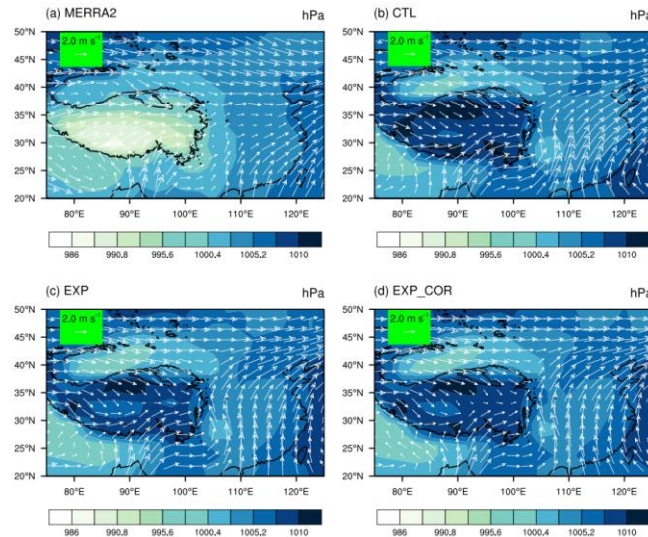 (a) MERRA2 hPa
2.0 m s⁻¹
50°N
45°N
40°N
35°N
30°N
25°N
20°N
80°E 90°E 100°E 110°E 120°E
986 990.8 995.6 1000.4 1005.2 1010
(b) CTL hPa
2.0 m s⁻¹
50°N
45°N
40°N
35°N
30°N
25°N
20°N
80°E 90°E 100°E 110°E 120°E
986 990.8 995.6 1000.4 1005.2 1010
(c) EXP hPa
2.0 m s⁻¹
50°N
45°N
40°N
35°N
30°N
25°N
20°N
80°E 90°E 100°E 110°E 120°E
986 990.8 995.6 1000.4 1005.2 1010
(d) EXP_COR hPa
2.0 m s⁻¹
50°N
45°N
40°N
35°N
30°N
25°N
20°N
80°E 90°E 100°E 110°E 120°E
986 990.8 995.6 1000.4 1005.2 1010